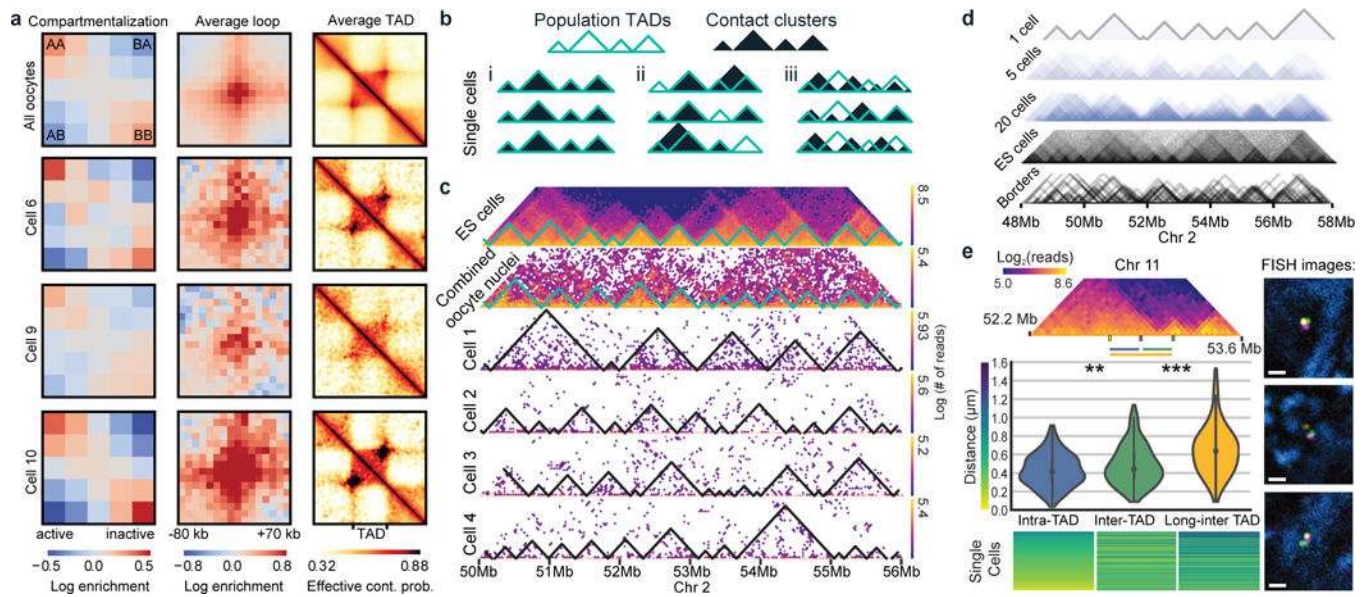 a
Compartmentalization
Average loop
Average TAD
All oocytes
AA
BA
AB
BB
Cell 6
Cell 9
Cell 10
active
inactive
-80 kb
+70 kb
TAD
−0.5 0.0 0.5
Log enrichment
-0.8 0.0 0.8
Log enrichment
0.32 0.88
Effective cont. prob.
b
Population TADs
Contact clusters
Single cells
i
ii
iii
c
ES cells
8.5
Combined
oocyte nuclei
5.4
Cell 1
5.93
Cell 2
5.6
Cell 3
5.2
Cell 4
5.4
Log (# of reads)
50Mb 51Mb 52Mb 53Mb 54Mb 55Mb 56Mb
Chr 2
d
1 cell
5 cells
20 cells
ES cells
Borders
48Mb 50Mb 52Mb 54Mb 56Mb 58Mb
Chr 2
e
Log2(reads)
5.0 8.6
Chr 11
FISH images:
52.2 Mb
53.6 Mb
** ***
Distance (µm)
1.6
1.4
1.2
1.0
0.8
0.6
0.4
0.2
0.0
Intra-TAD Inter-TAD Long-inter TAD
Single
Cells